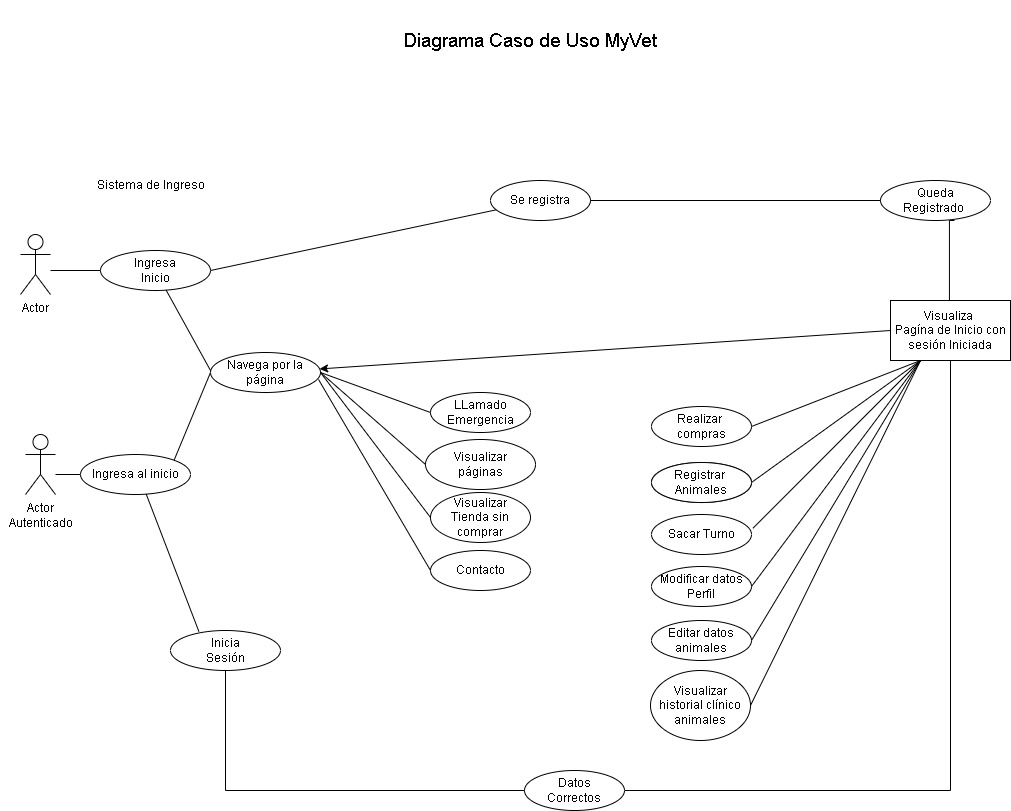 Diagrama Caso de Uso MyVet
Sistema de Ingreso
Se registra
Queda
Registrado
Ingresa
Inicio
Actor
Visualiza
Pagína de Inicio con
sesión Iniciada
Navega por la
página
LLamado
Emergencia
Realizar
compras
Actor
Autenticado
Ingresa al inicio
Visualizar
páginas
Registrar
Animales
Visualizar
Tienda sin
comprar
Sacar Turno
Contacto
Modificar datos
Perfil
Inicia
Sesión
Editar datos
animales
Visualizar
historial clínico
animales
Datos
Correctos